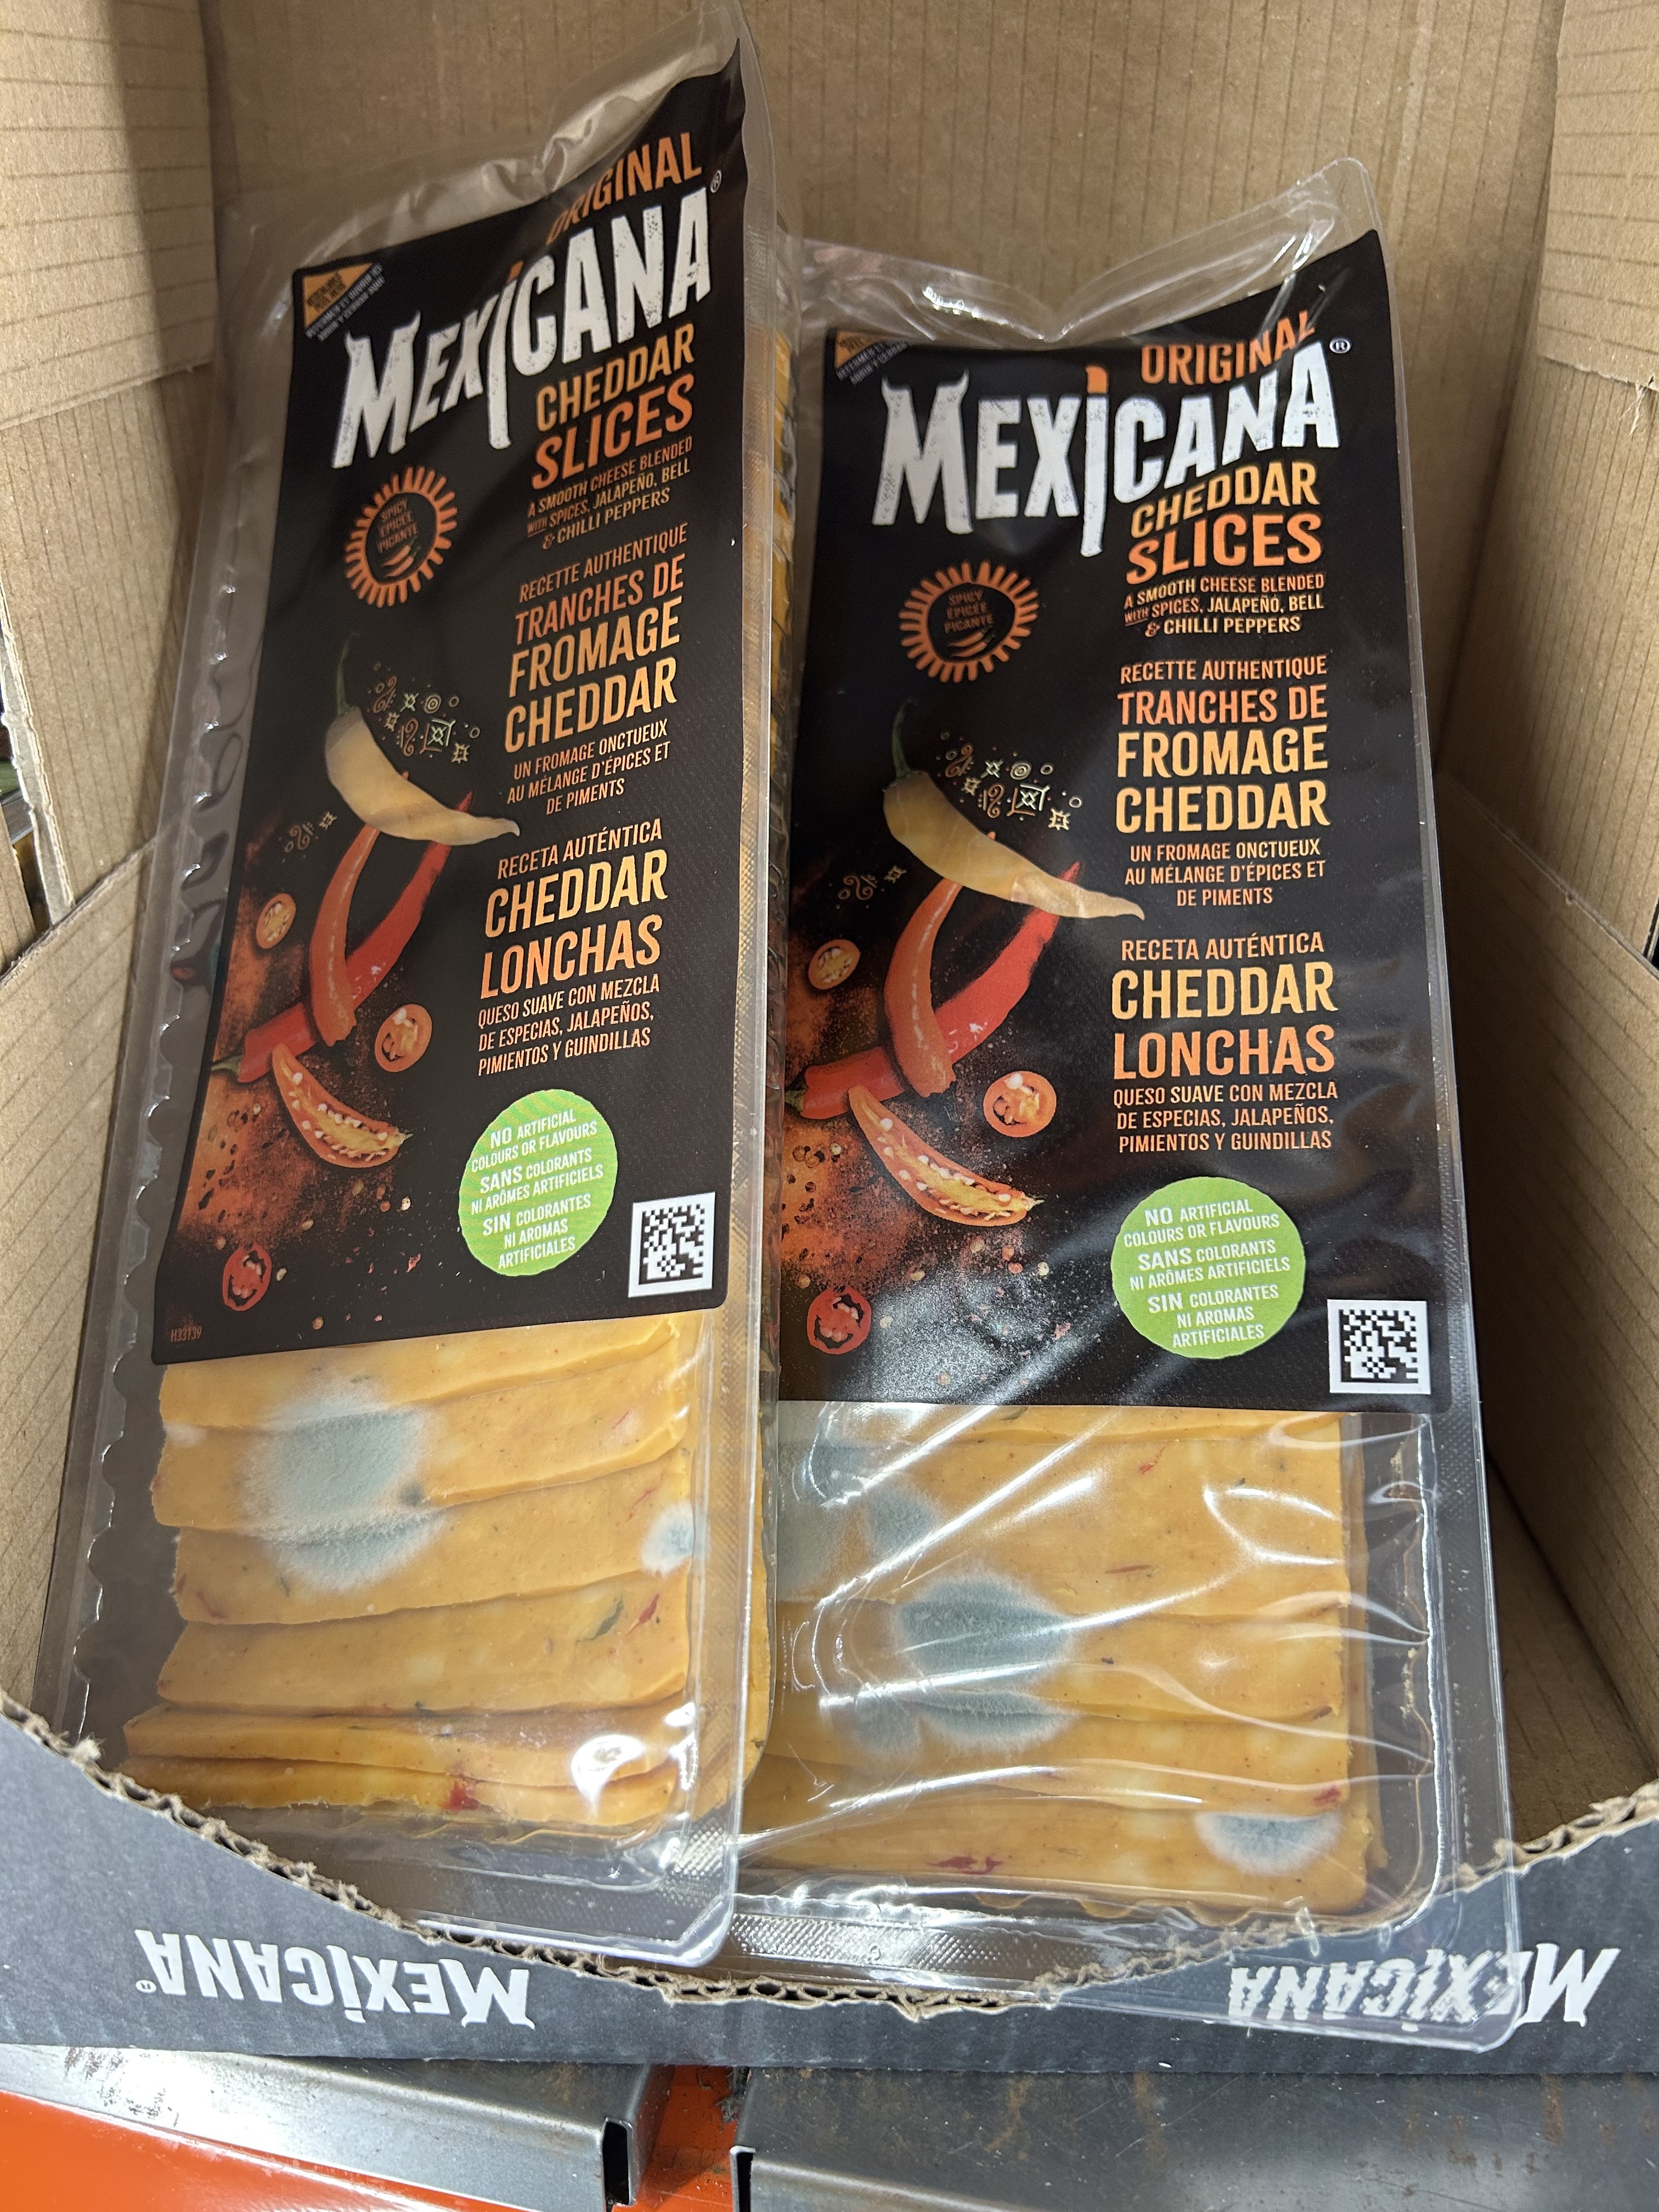 ORIGINAL
MEXICANA®
CHEDDAR
SLICES
A SMOOTH CHEESE BLENDED
WITH SPICES, JALAPEÑO, BELL
& CHILLI PEPPERS
SPICY
ÉPICÉE
PICANTE
RECETTE AUTHENTIQUE
TRANCHES DE
FROMAGE
CHEDDAR
UN FROMAGE ONCTUEUX
AU MÉLANGE D'ÉPICES ET
DE PIMENTS
RECETA AUTÉNTICA
CHEDDAR
LONCHAS
QUESO SUAVE CON MEZCLA
DE ESPECIAS, JALAPEÑOS,
PIMIENTOS Y GUINDILLAS
NO ARTIFICIAL
COLOURS OR FLAVOURS
SANS COLORANTS
NI ARÔMES ARTIFICIELS
SIN COLORANTES
NI AROMAS
ARTIFICIALES
H33139
ORIGINAL
MEXICANA®
CHEDDAR
SLICES
A SMOOTH CHEESE BLENDED
WITH SPICES, JALAPEÑO, BELL
& CHILLI PEPPERS
SPICY
ÉPICÉE
PICANTE
RECETTE AUTHENTIQUE
TRANCHES DE
FROMAGE
CHEDDAR
UN FROMAGE ONCTUEUX
AU MÉLANGE D'ÉPICES ET
DE PIMENTS
RECETA AUTÉNTICA
CHEDDAR
LONCHAS
QUESO SUAVE CON MEZCLA
DE ESPECIAS, JALAPEÑOS,
PIMIENTOS Y GUINDILLAS
NO ARTIFICIAL
COLOURS OR FLAVOURS
SANS COLORANTS
NI ARÔMES ARTIFICIELS
SIN COLORANTES
NI AROMAS
ARTIFICIALES
MEXICANA®
MEXICANA